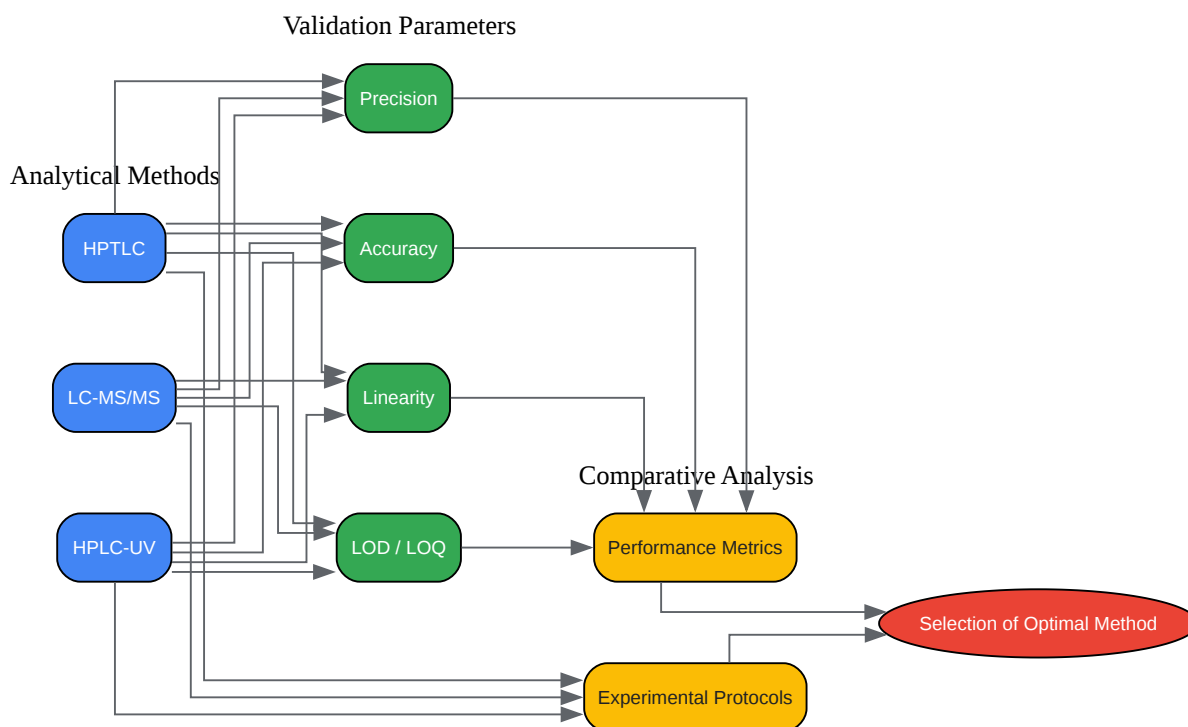 Validation Parameters
Precision
Analytical Methods
HPTLC
Accuracy
LC-MS/MS
Linearity
Comparative Analysis
HPLC-UV
LOD / LOQ
Performance Metrics
Selection of Optimal Method
Experimental Protocols